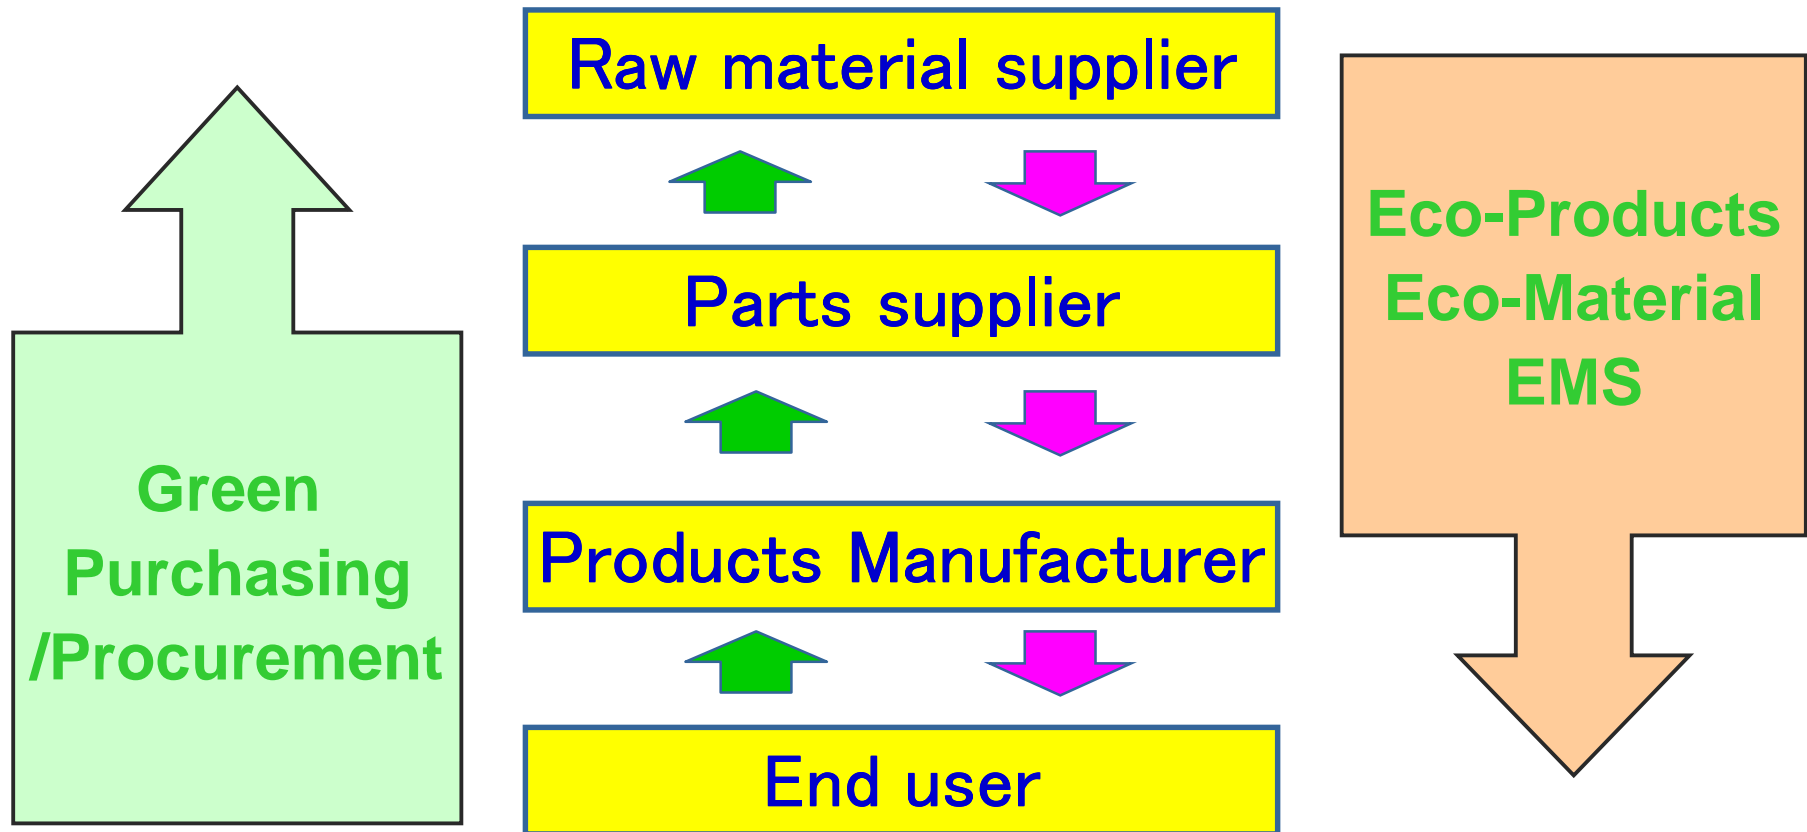 Raw material supplier
Parts supplier
Products Manufacturer
End user
Green
Purchasing
/Procurement
Eco-Products
Eco-Material
EMS